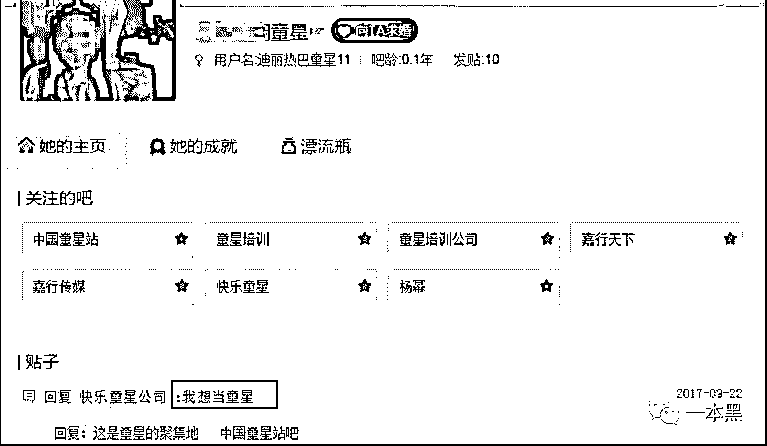 童星 向TA求婚
用户名:迪丽热巴童星11 吧龄:0.1年 发贴:10
她的主页 她的成就 漂流瓶
关注的吧
中国童星站 童星培训 童星培训公司 嘉行天下
嘉行传媒 快乐童星 杨幂
贴子
回复 快乐童星公司 :我想当童星 2017-09-22
一本黑
回复: 这是童星的聚集地 中国童星站吧